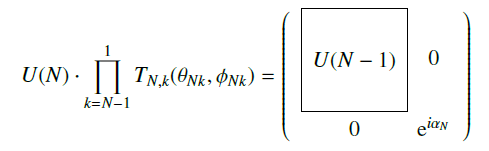 U(N) · ∏_{k=N−1}^{1} T_{N,k}(θ_{Nk}, ϕ_{Nk}) = ( U(N − 1) 0
0 e^{iα_N} )